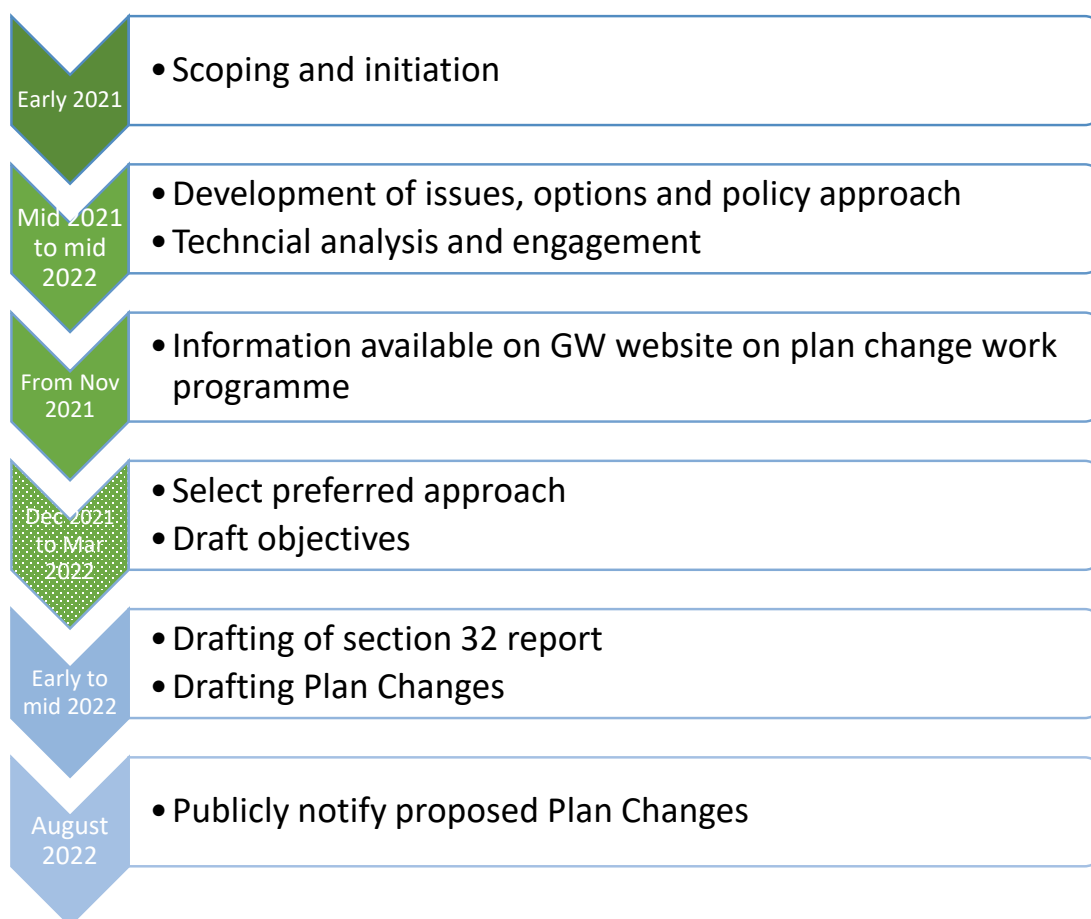 Early 2021
• Scoping and initiation
Mid 2021
to mid
2022
• Development of issues, options and policy approach
• Techncial analysis and engagement
From Nov
2021
• Information available on GW website on plan change work
programme
Dec 2021
to Mar
2022
• Select preferred approach
• Draft objectives
Early to
mid 2022
• Drafting of section 32 report
• Drafting Plan Changes
August
2022
• Publicly notify proposed Plan Changes